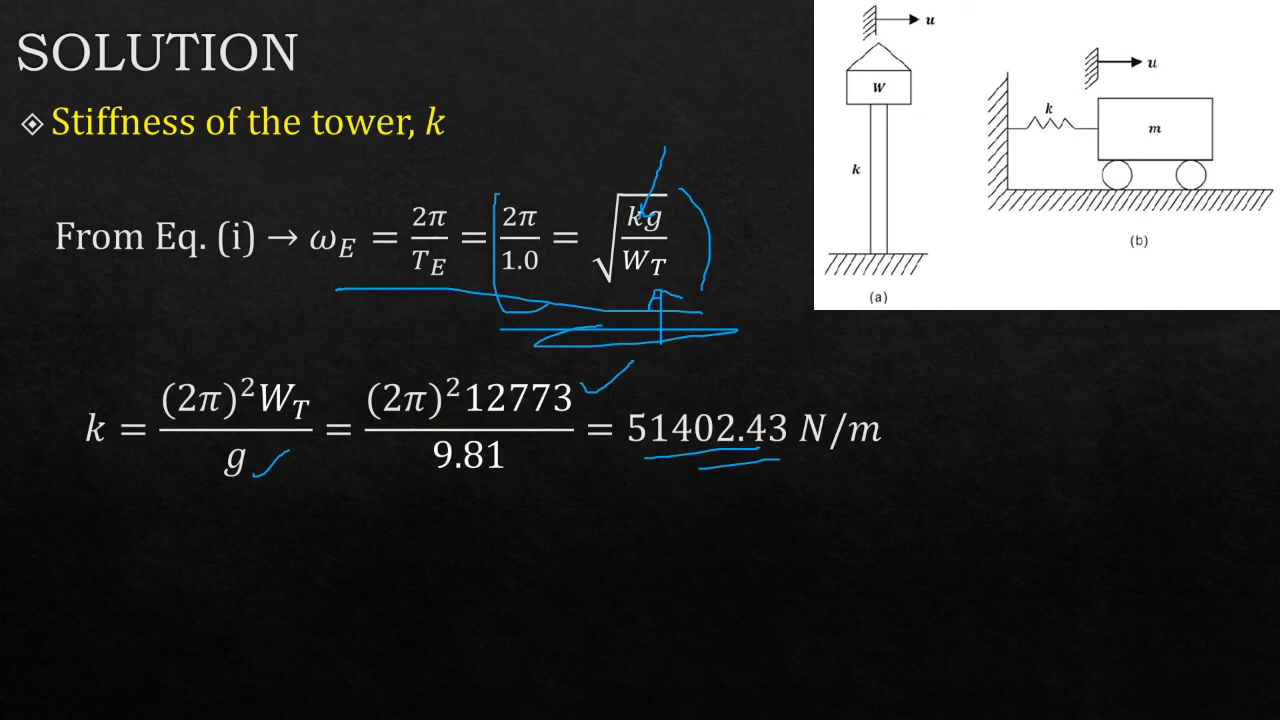 SOLUTION
Stiffness of the tower, k
From Eq. (i) → ω_E = 2π/T_E = 2π/1.0 = √(kg/W_T)
k = (2π)²W_T/g = (2π)²12773/9.81 = 51402.43 N/m
u
W
k
(a)
u
k
m
(b)